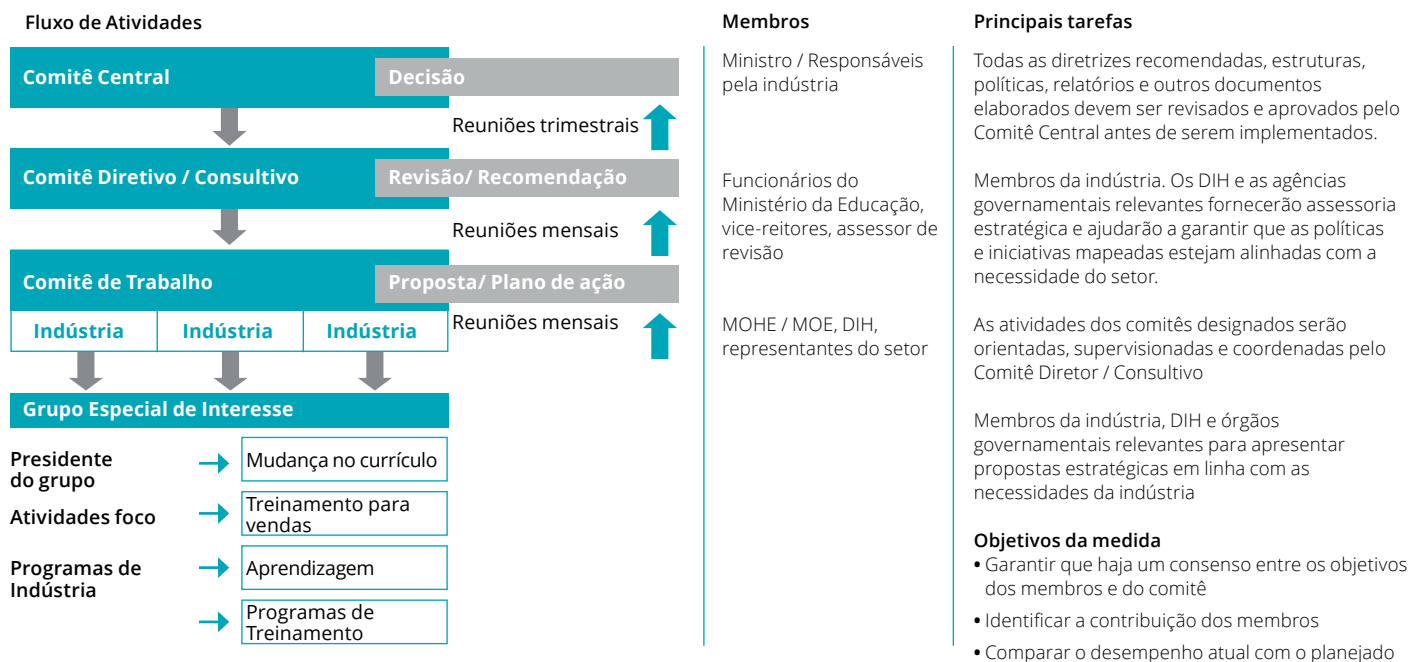 Fluxo de Atividades
Comitê Central
Decisão
Reuniões trimestrais
Comitê Diretivo / Consultivo
Revisão/ Recomendação
Reuniões mensais
Comitê de Trabalho
Proposta/ Plano de ação
Indústria
Indústria
Indústria
Reuniões mensais
Grupo Especial de Interesse
Presidente
do grupo
Mudança no currículo
Atividades foco
Treinamento para
vendas
Programas de
Indústria
Aprendizagem
Programas de
Treinamento
Membros
Ministro / Responsáveis
pela indústria
Funcionários do
Ministério da Educação,
vice-reitores, assessor de
revisão
MOHE / MOE, DIH,
representantes do setor
Principais tarefas
Todas as diretrizes recomendadas, estruturas,
políticas, relatórios e outros documentos
elaborados devem ser revisados e aprovados pelo
Comitê Central antes de serem implementados.
Membros da indústria. Os DIH e as agências
governamentais relevantes fornecerão assessoria
estratégica e ajudarão a garantir que as políticas
e iniciativas mapeadas estejam alinhadas com a
necessidade do setor.
As atividades dos comitês designados serão
orientadas, supervisionadas e coordenadas pelo
Comitê Diretor / Consultivo
Membros da indústria, DIH e órgãos
governamentais relevantes para apresentar
propostas estratégicas em linha com as
necessidades da indústria
Objetivos da medida
• Garantir que haja um consenso entre os objetivos
dos membros e do comitê
• Identificar a contribuição dos membros
• Comparar o desempenho atual com o planejado